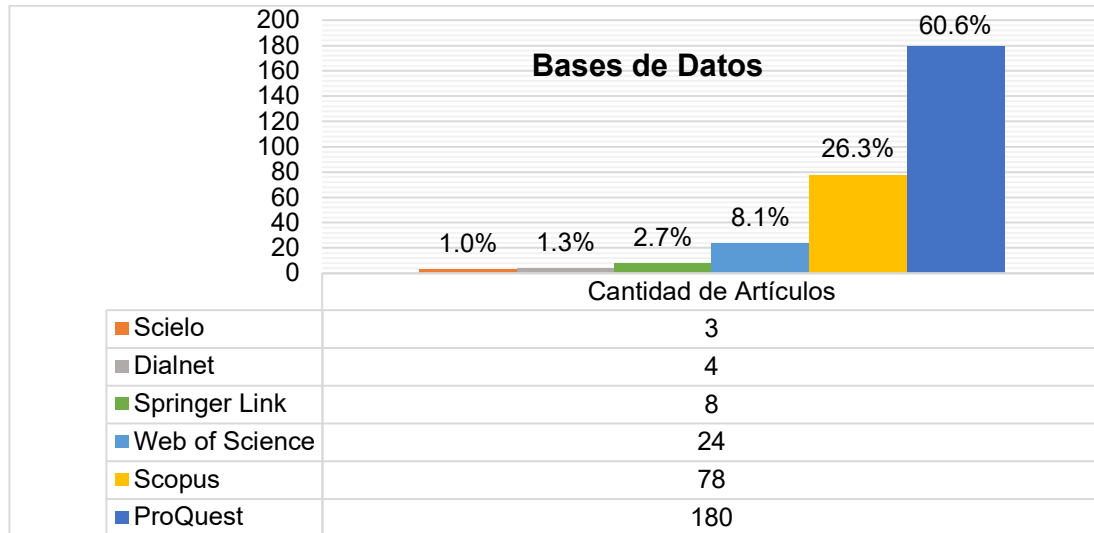 200
180
160
140
120
100
80
60
40
20
0
Bases de Datos
1.0%
1.3%
2.7%
8.1%
26.3%
60.6%
Cantidad de Artículos
Scielo 3
Dialnet 4
Springer Link 8
Web of Science 24
Scopus 78
ProQuest 180